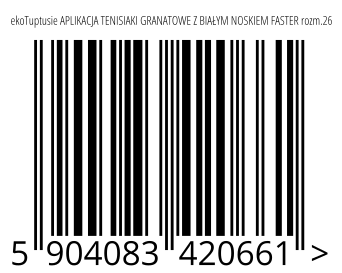 ekoTuptusie APLIKACJA TENISIAKI GRANATOWE Z BIAŁYM NOSKIEM FASTER rozm.26
5 904083 420661 >